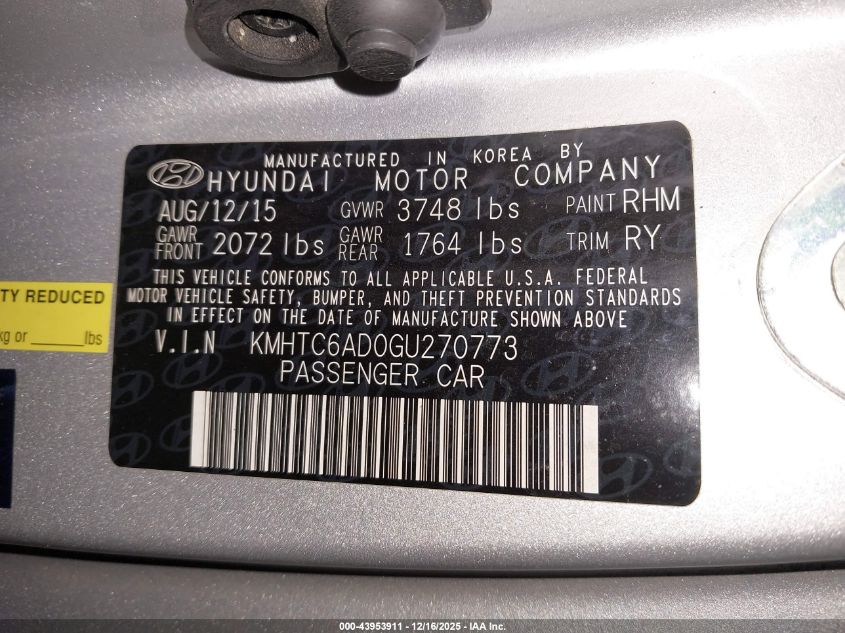 MANUFACTURED IN KOREA BY
HYUNDAI MOTOR COMPANY
AUG/12/15 GVWR 3748 lbs PAINT RHM
GAWR FRONT 2072 lbs GAWR REAR 1764 lbs TRIM RY
THIS VEHICLE CONFORMS TO ALL APPLICABLE U.S.A. FEDERAL
MOTOR VEHICLE SAFETY, BUMPER, AND THEFT PREVENTION STANDARDS
IN EFFECT ON THE DATE OF MANUFACTURE SHOWN ABOVE
V.I.N KMHTC6AD0GU270773
PASSENGER CAR
TY REDUCED
kg or ____ lbs
000-43953911 - 12/16/2025 - IAA Inc.